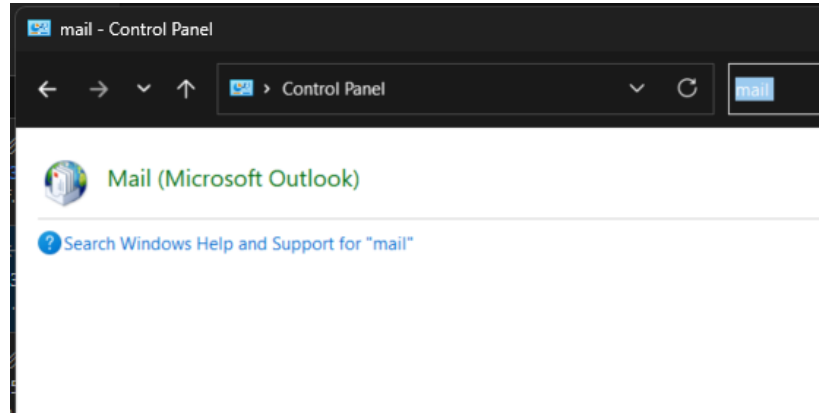 mail - Control Panel
Control Panel
mail
Mail (Microsoft Outlook)
Search Windows Help and Support for "mail"